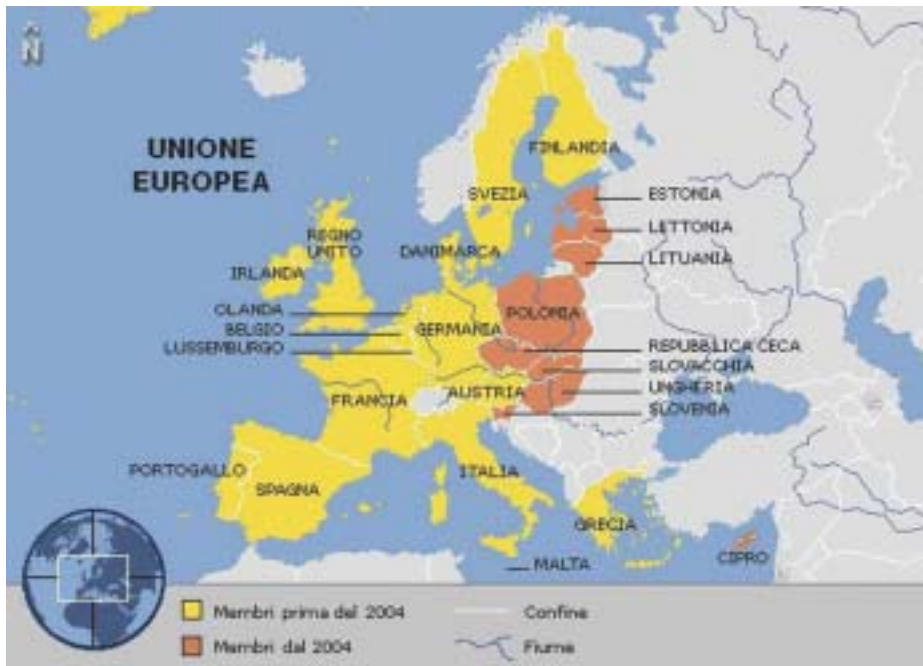 N
UNIONE
EUROPEA
FINLANDIA
SVEZIA
ESTONIA
LETTONIA
LITUANIA
REGNO
UNITO
DANIMARCA
IRLANDA
OLANDA
BELGIO
LUSSEMBURGO
GERMANIA
POLONIA
REPUBBLICA CECA
SLOVACCHIA
UNGHERIA
SLOVENIA
AUSTRIA
FRANCIA
PORTOGALLO
SPAGNA
ITALIA
GRECIA
MALTA
CIPRO
Membri prima del 2004
Confine
Membri dal 2004
Fiume